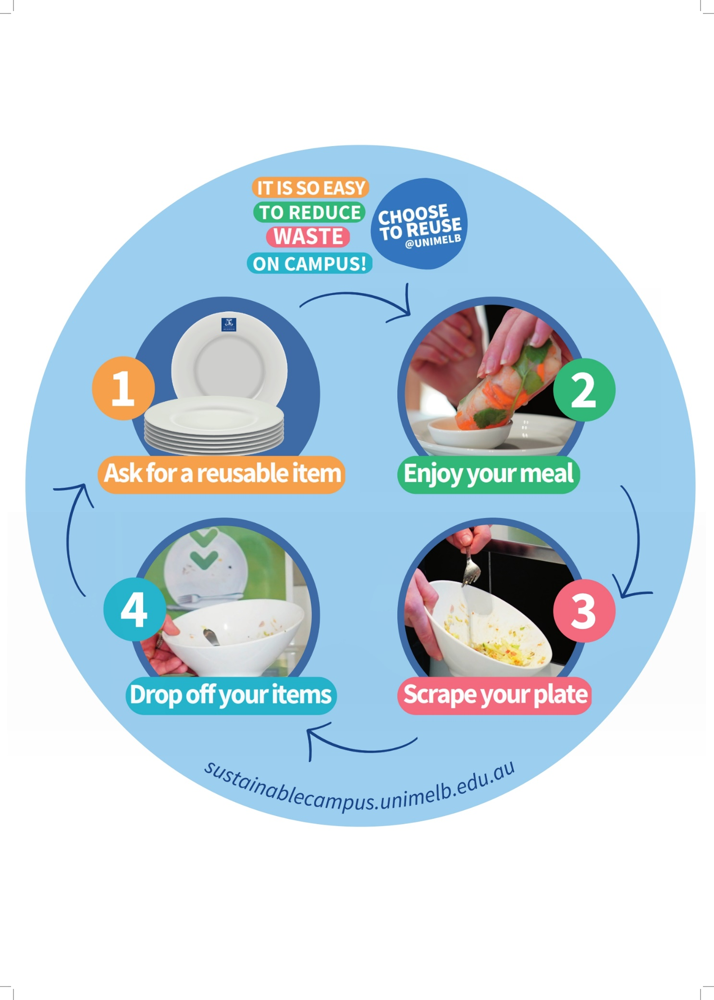 IT IS SO EASY
TO REDUCE
WASTE
ON CAMPUS!
CHOOSE
TO REUSE
@UNIMELB
1
Ask for a reusable item
2
Enjoy your meal
3
Scrape your plate
4
Drop off your items
sustainablecampus.unimelb.edu.au